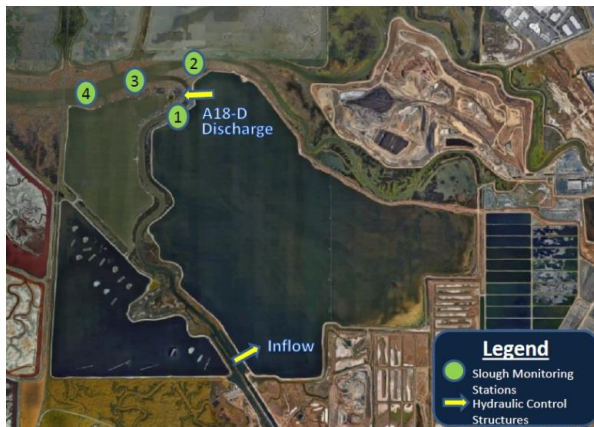 2
3
4
1
A18-D
Discharge
Inflow
Legend
Slough Monitoring
Stations
Hydraulic Control
Structures